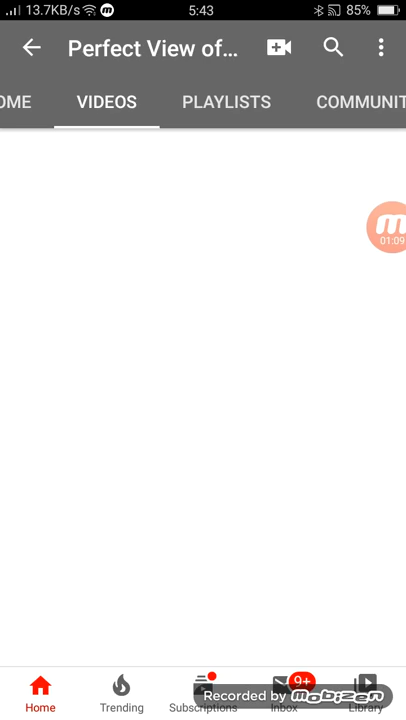 13.7KB/s 5:43 85%
Perfect View of...
OME VIDEOS PLAYLISTS COMMUNIT
01:09
9+
Recorded by mobizen
Home Trending Subscriptions Inbox Library